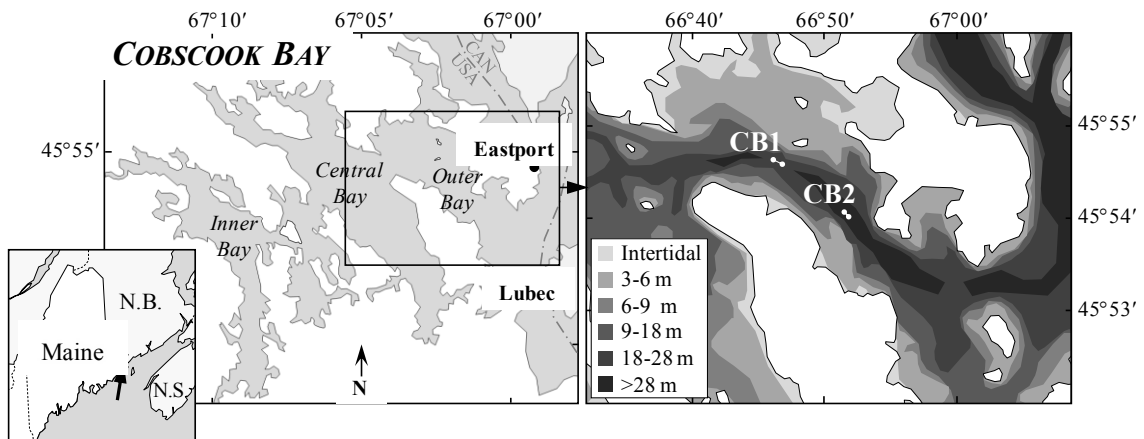 67°10′ 67°05′ 67°00′
COBSCOOK BAY
CAN
USA
45°55′
Eastport
Central
Bay
Outer
Bay
Inner
Bay
Lubec
N
N.B.
Maine
N.S.
66°40′ 66°50′ 67°00′
CB1
CB2
45°55′
45°54′
45°53′
Intertidal
3-6 m
6-9 m
9-18 m
18-28 m
>28 m